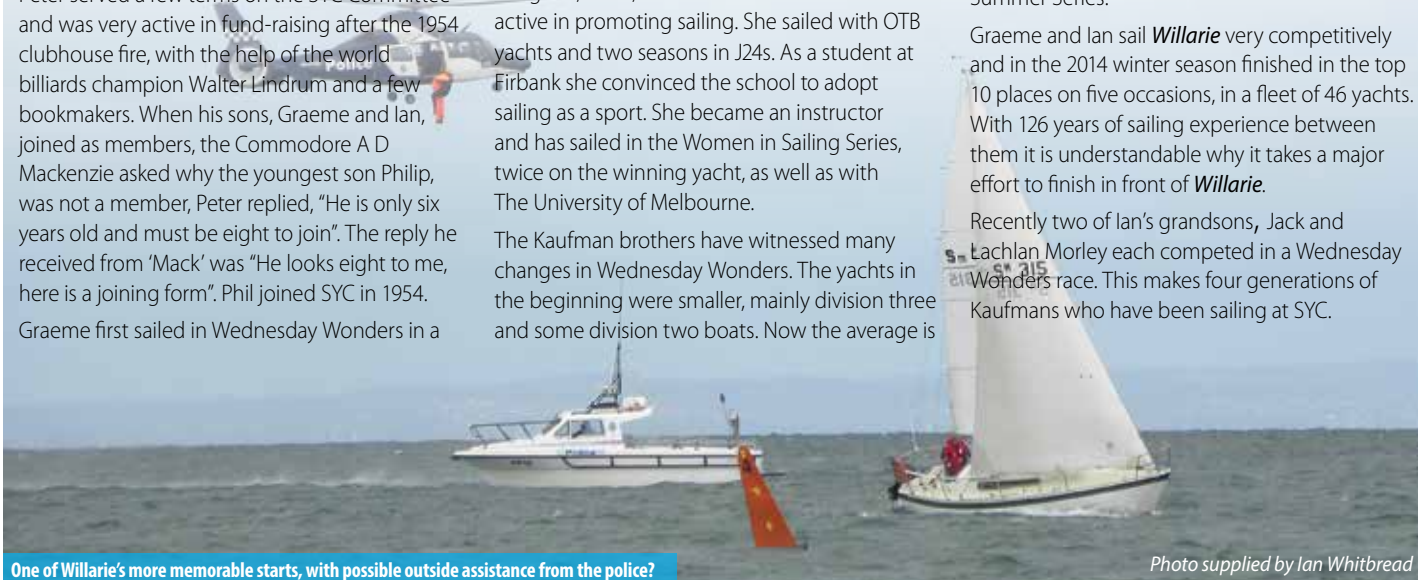 Peter served a few terms on the SYC Committee
and was very active in fund-raising after the 1954
clubhouse fire, with the help of the world
billiards champion Walter Lindrum and a few
bookmakers. When his sons, Graeme and Ian,
joined as members, the Commodore A D
Mackenzie asked why the youngest son Philip,
was not a member, Peter replied, “He is only six
years old and must be eight to join”. The reply he
received from ‘Mack’ was “He looks eight to me,
here is a joining form”. Phil joined SYC in 1954.
Graeme first sailed in Wednesday Wonders in a
active in promoting sailing. She sailed with OTB
yachts and two seasons in J24s. As a student at
Firbank she convinced the school to adopt
sailing as a sport. She became an instructor
and has sailed in the Women in Sailing Series,
twice on the winning yacht, as well as with
The University of Melbourne.
The Kaufman brothers have witnessed many
changes in Wednesday Wonders. The yachts in
the beginning were smaller, mainly division three
and some division two boats. Now the average is
Summer Series.
Graeme and Ian sail Willarie very competitively
and in the 2014 winter season finished in the top
10 places on five occasions, in a fleet of 46 yachts.
With 126 years of sailing experience between
them it is understandable why it takes a major
effort to finish in front of Willarie.
Recently two of Ian’s grandsons, Jack and
Lachlan Morley each competed in a Wednesday
Wonders race. This makes four generations of
Kaufmans who have been sailing at SYC.
Police
315
One of Willarie’s more memorable starts, with possible outside assistance from the police?
Photo supplied by Ian Whitbread